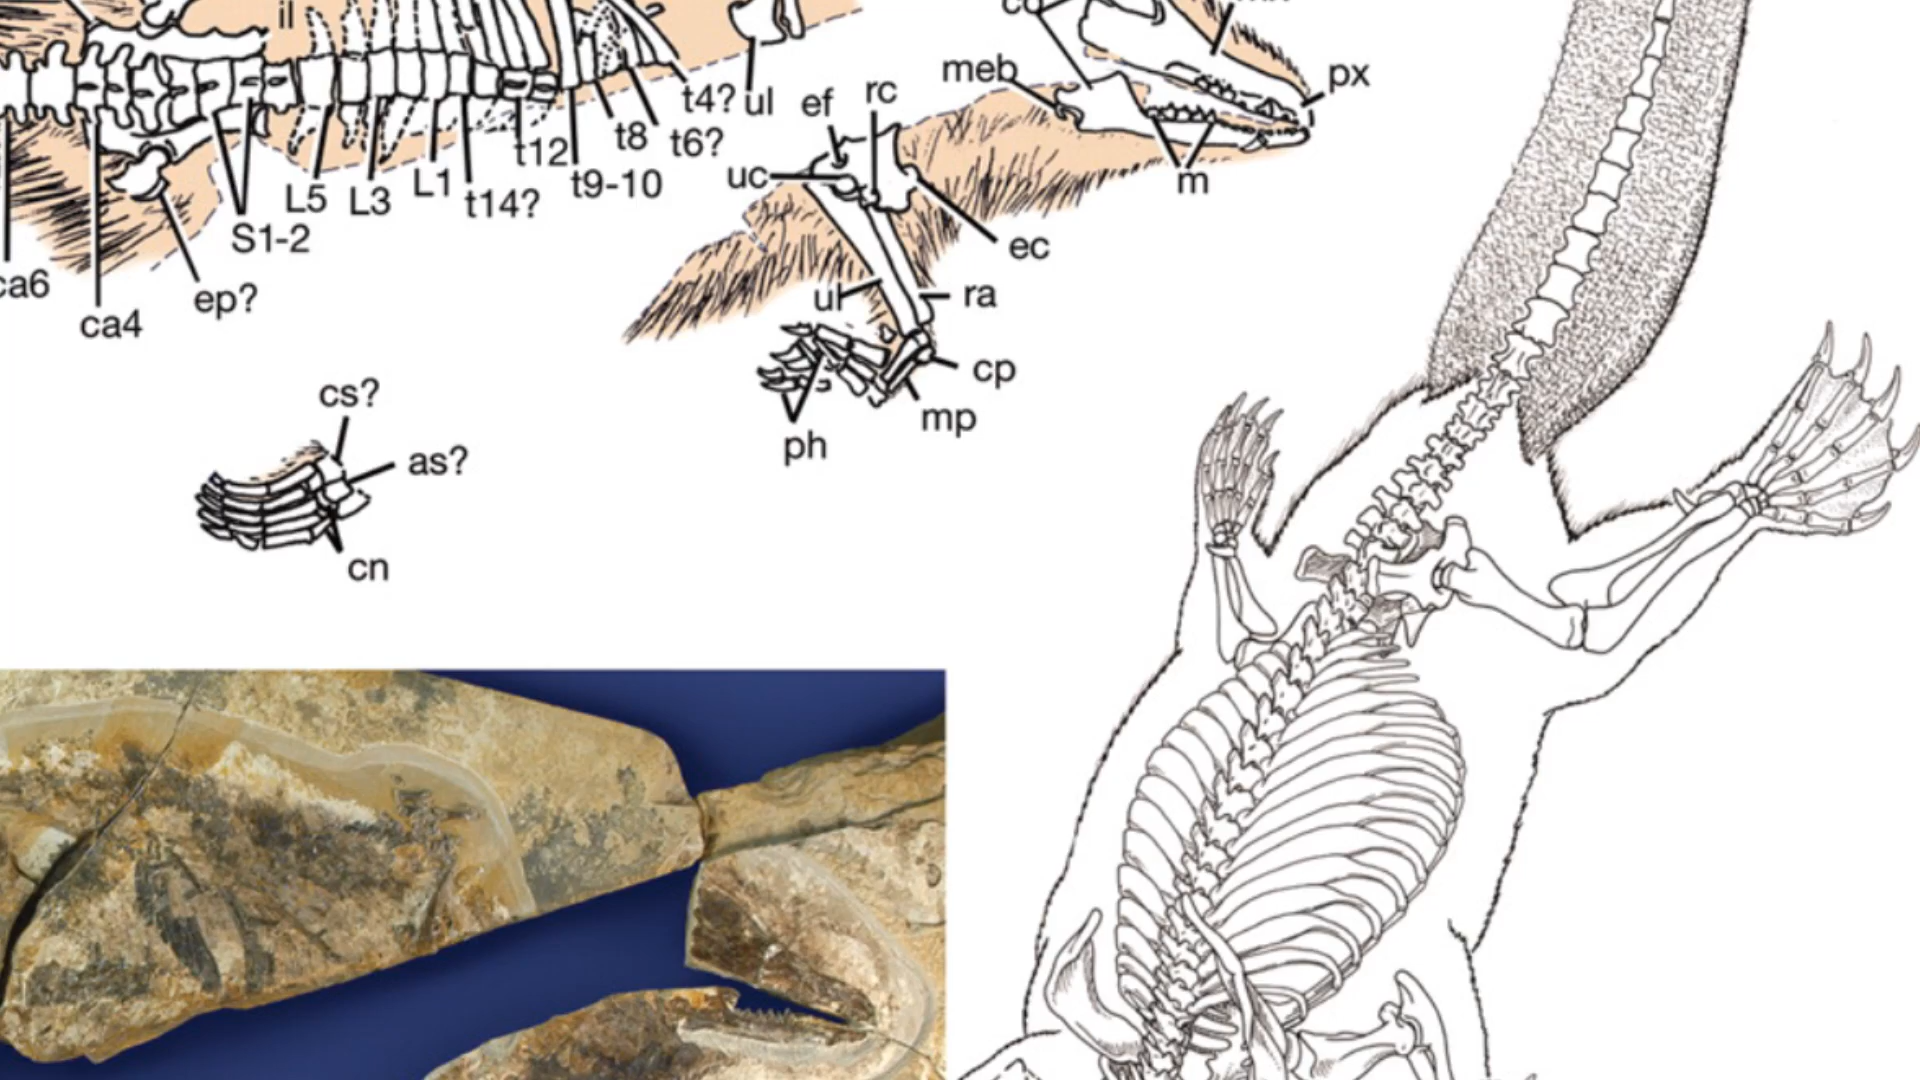 il
co
px
meb
rc
ef
ul
t4?
t6?
t8
t12
t9-10
uc
m
L5
L3
L1
t14?
S1-2
ec
ca6
ep?
ca4
ul
ra
cp
mp
ph
cs?
as?
cn